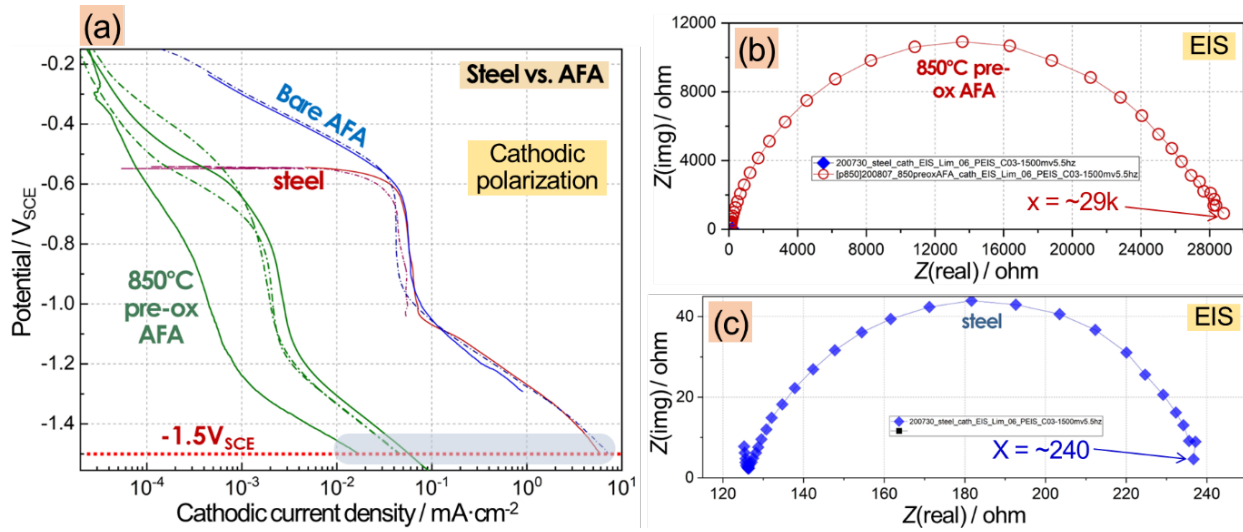 (a)
Steel vs. AFA
Bare AFA
Cathodic
polarization
steel
850°C
pre-ox
AFA
-1.5VSCE
-0.2
-0.4
-0.6
-0.8
-1.0
-1.2
-1.4
Potential / VSCE
10-4
10-3
10-2
10-1
100
101
Cathodic current density / mA·cm-2
(b)
EIS
850°C pre-
ox AFA
200730_steel_cath_EIS_Lim_06_PEIS_C03-1500mv5.5hz
[p850]200807_850preoxAFA_cath_EIS_Lim_06_PEIS_C03-1500mv5.5hz
x = ~29k
12000
8000
4000
0
Z(img) / ohm
0 4000 8000 12000 16000 20000 24000 28000
Z(real) / ohm
(c)
EIS
steel
200730_steel_cath_EIS_Lim_06_PEIS_C03-1500mv5.5hz
X = ~240
40
20
0
Z(img)/ ohm
120 140 160 180 200 220 240
Z(real) / ohm